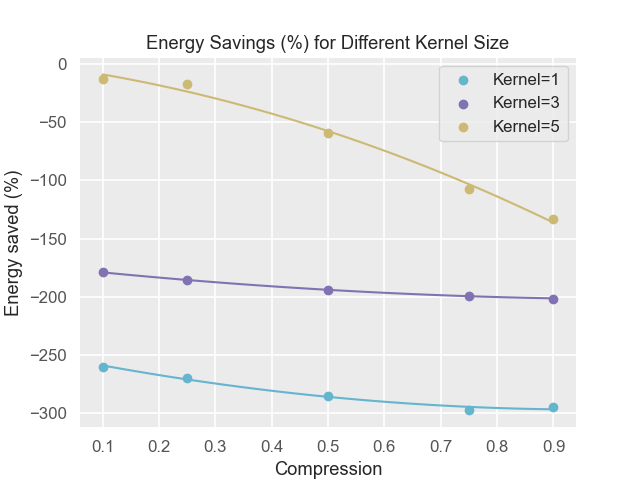 Energy Savings (%) for Different Kernel Size
Kernel=1
Kernel=3
Kernel=5
Energy saved (%)
0
−50
−100
−150
−200
−250
−300
0.1 0.2 0.3 0.4 0.5 0.6 0.7 0.8 0.9
Compression